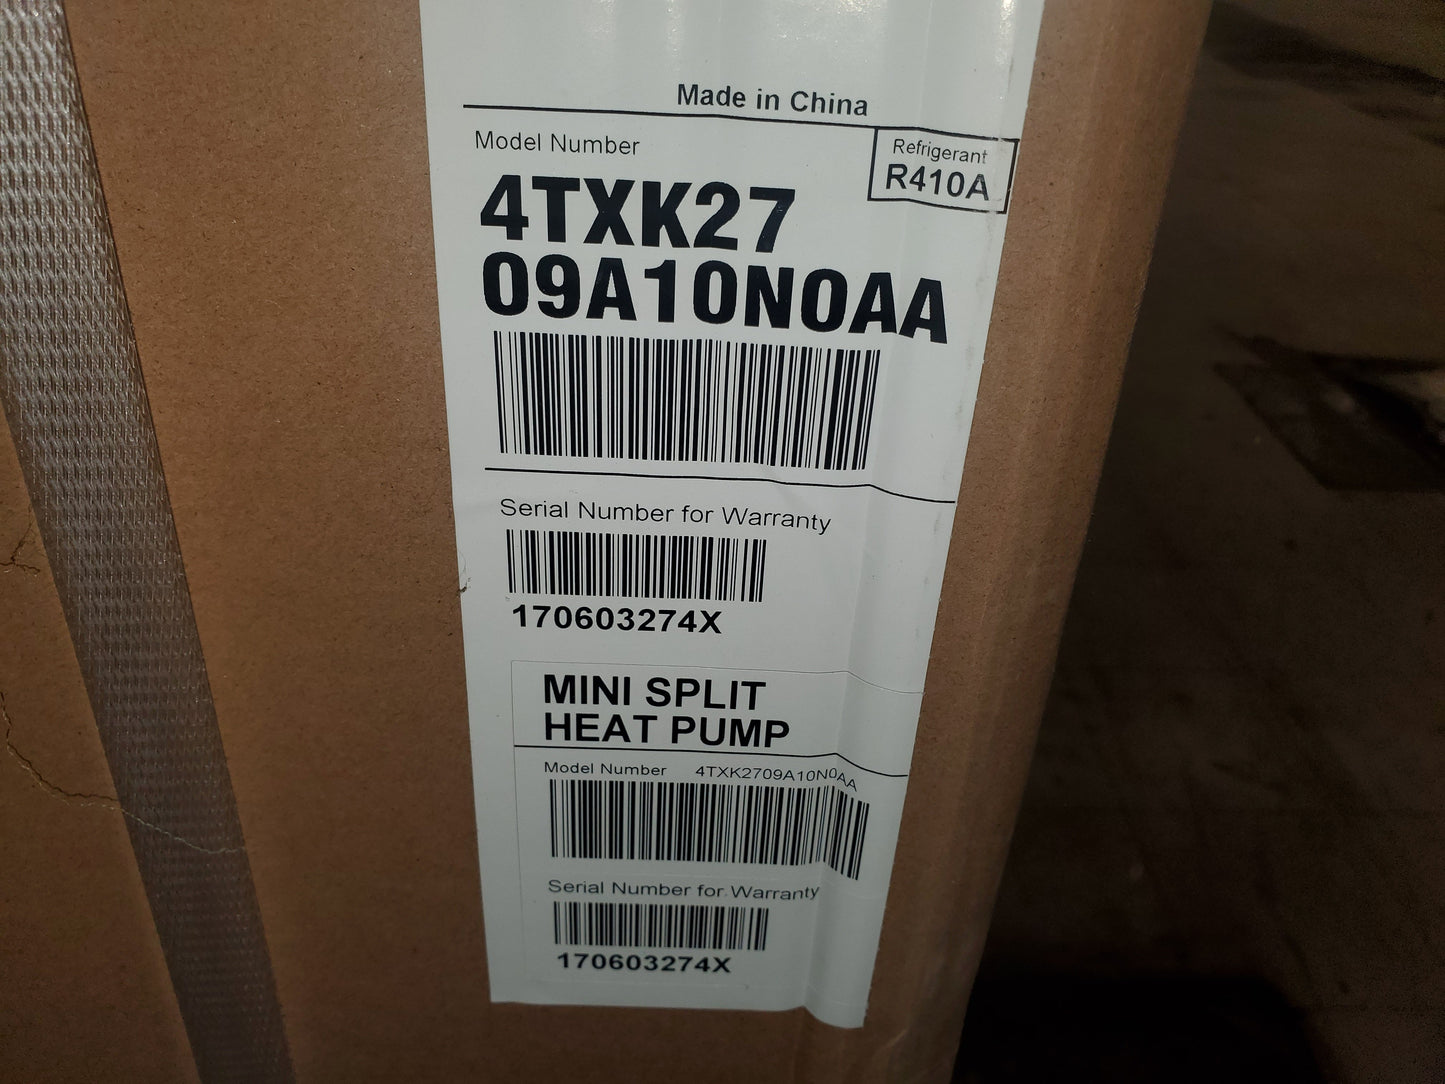 Made in China
Model Number
Refrigerant
R410A
4TXK27
09A10N0AA
Serial Number for Warranty
170603274X
MINI SPLIT
HEAT PUMP
Model Number 4TXK2709A10N0AA
Serial Number for Warranty
170603274X